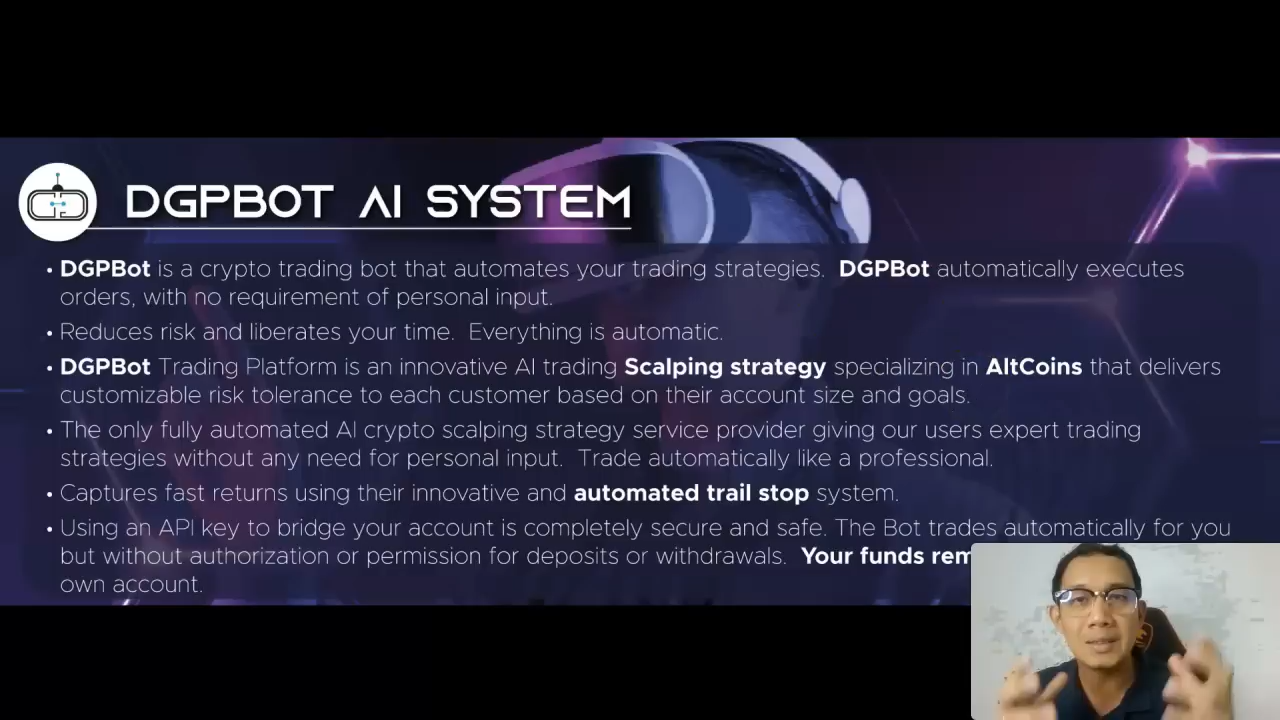 DGPBOT AI SYSTEM
• DGPBot is a crypto trading bot that automates your trading strategies. DGPBot automatically executes
orders, with no requirement of personal input.
• Reduces risk and liberates your time. Everything is automatic.
• DGPBot Trading Platform is an innovative AI trading Scalping strategy specializing in AltCoins that delivers
customizable risk tolerance to each customer based on their account size and goals.
• The only fully automated AI crypto scalping strategy service provider giving our users expert trading
strategies without any need for personal input. Trade automatically like a professional.
• Captures fast returns using their innovative and automated trail stop system.
• Using an API key to bridge your account is completely secure and safe. The Bot trades automatically for you
but without authorization or permission for deposits or withdrawals. Your funds
own account.